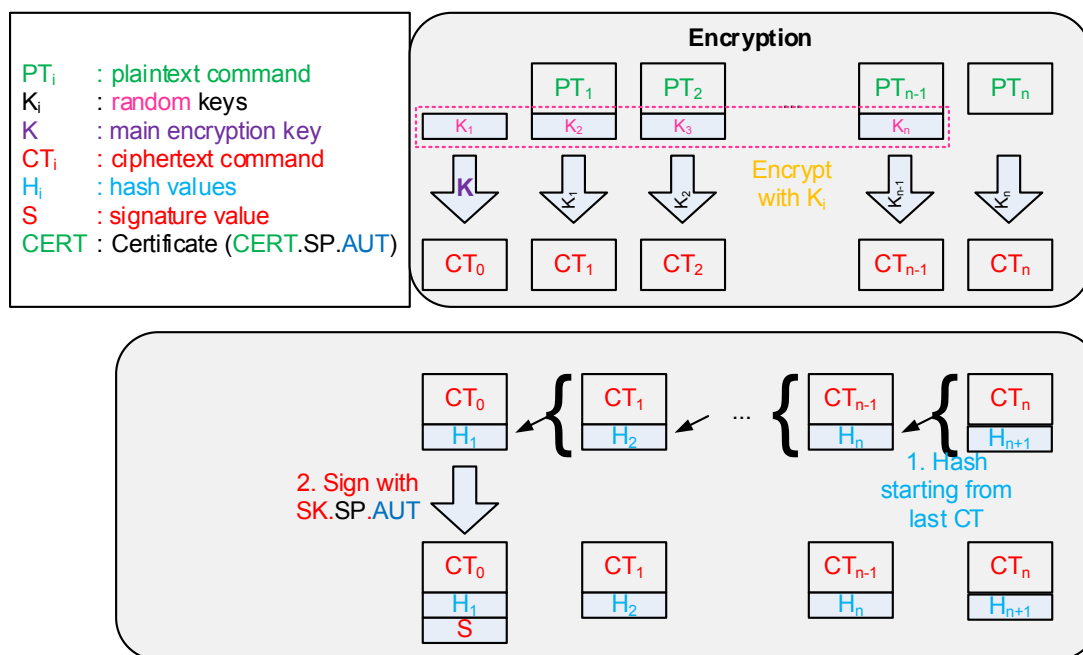 PTi : plaintext command
Ki : random keys
K : main encryption key
CTi : ciphertext command
Hi : hash values
S : signature value
CERT : Certificate (CERT.SP.AUT)
Encryption
PT1 PT2 ... PTn-1 PTn
K1 K2 K3 Kn
K K1 K2 Encrypt with Ki Kn-1 Kn
CT0 CT1 CT2 CTn-1 CTn
CT0 { CT1 ... { CTn-1 { CTn
H1 H2 Hn Hn+1
2. Sign with
SK.SP.AUT
1. Hash
starting from
last CT
CT0 CT1 CTn-1 CTn
H1 H2 Hn Hn+1
S